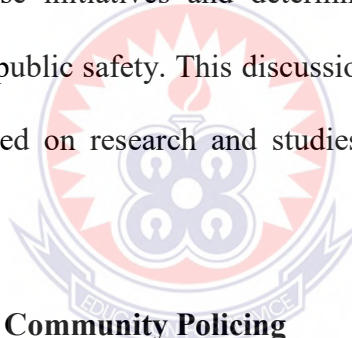 se initiatives and determin
public safety. This discussio
ed on research and studies
Community Policing